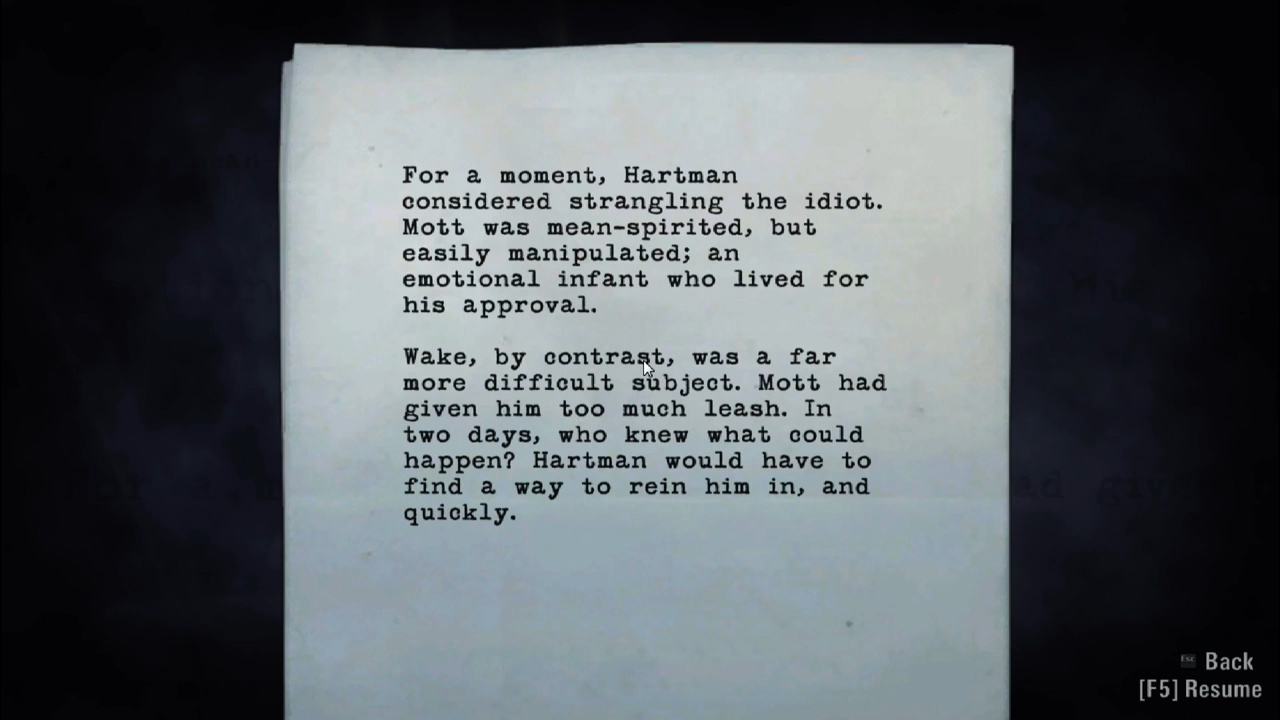 For a moment, Hartman
considered strangling the idiot.
Mott was mean-spirited, but
easily manipulated; an
emotional infant who lived for
his approval.
Wake, by contrast, was a far
more difficult subject. Mott had
given him too much leash. In
two days, who knew what could
happen? Hartman would have to
find a way to rein him in, and
quickly.
Esc Back
[F5] Resume